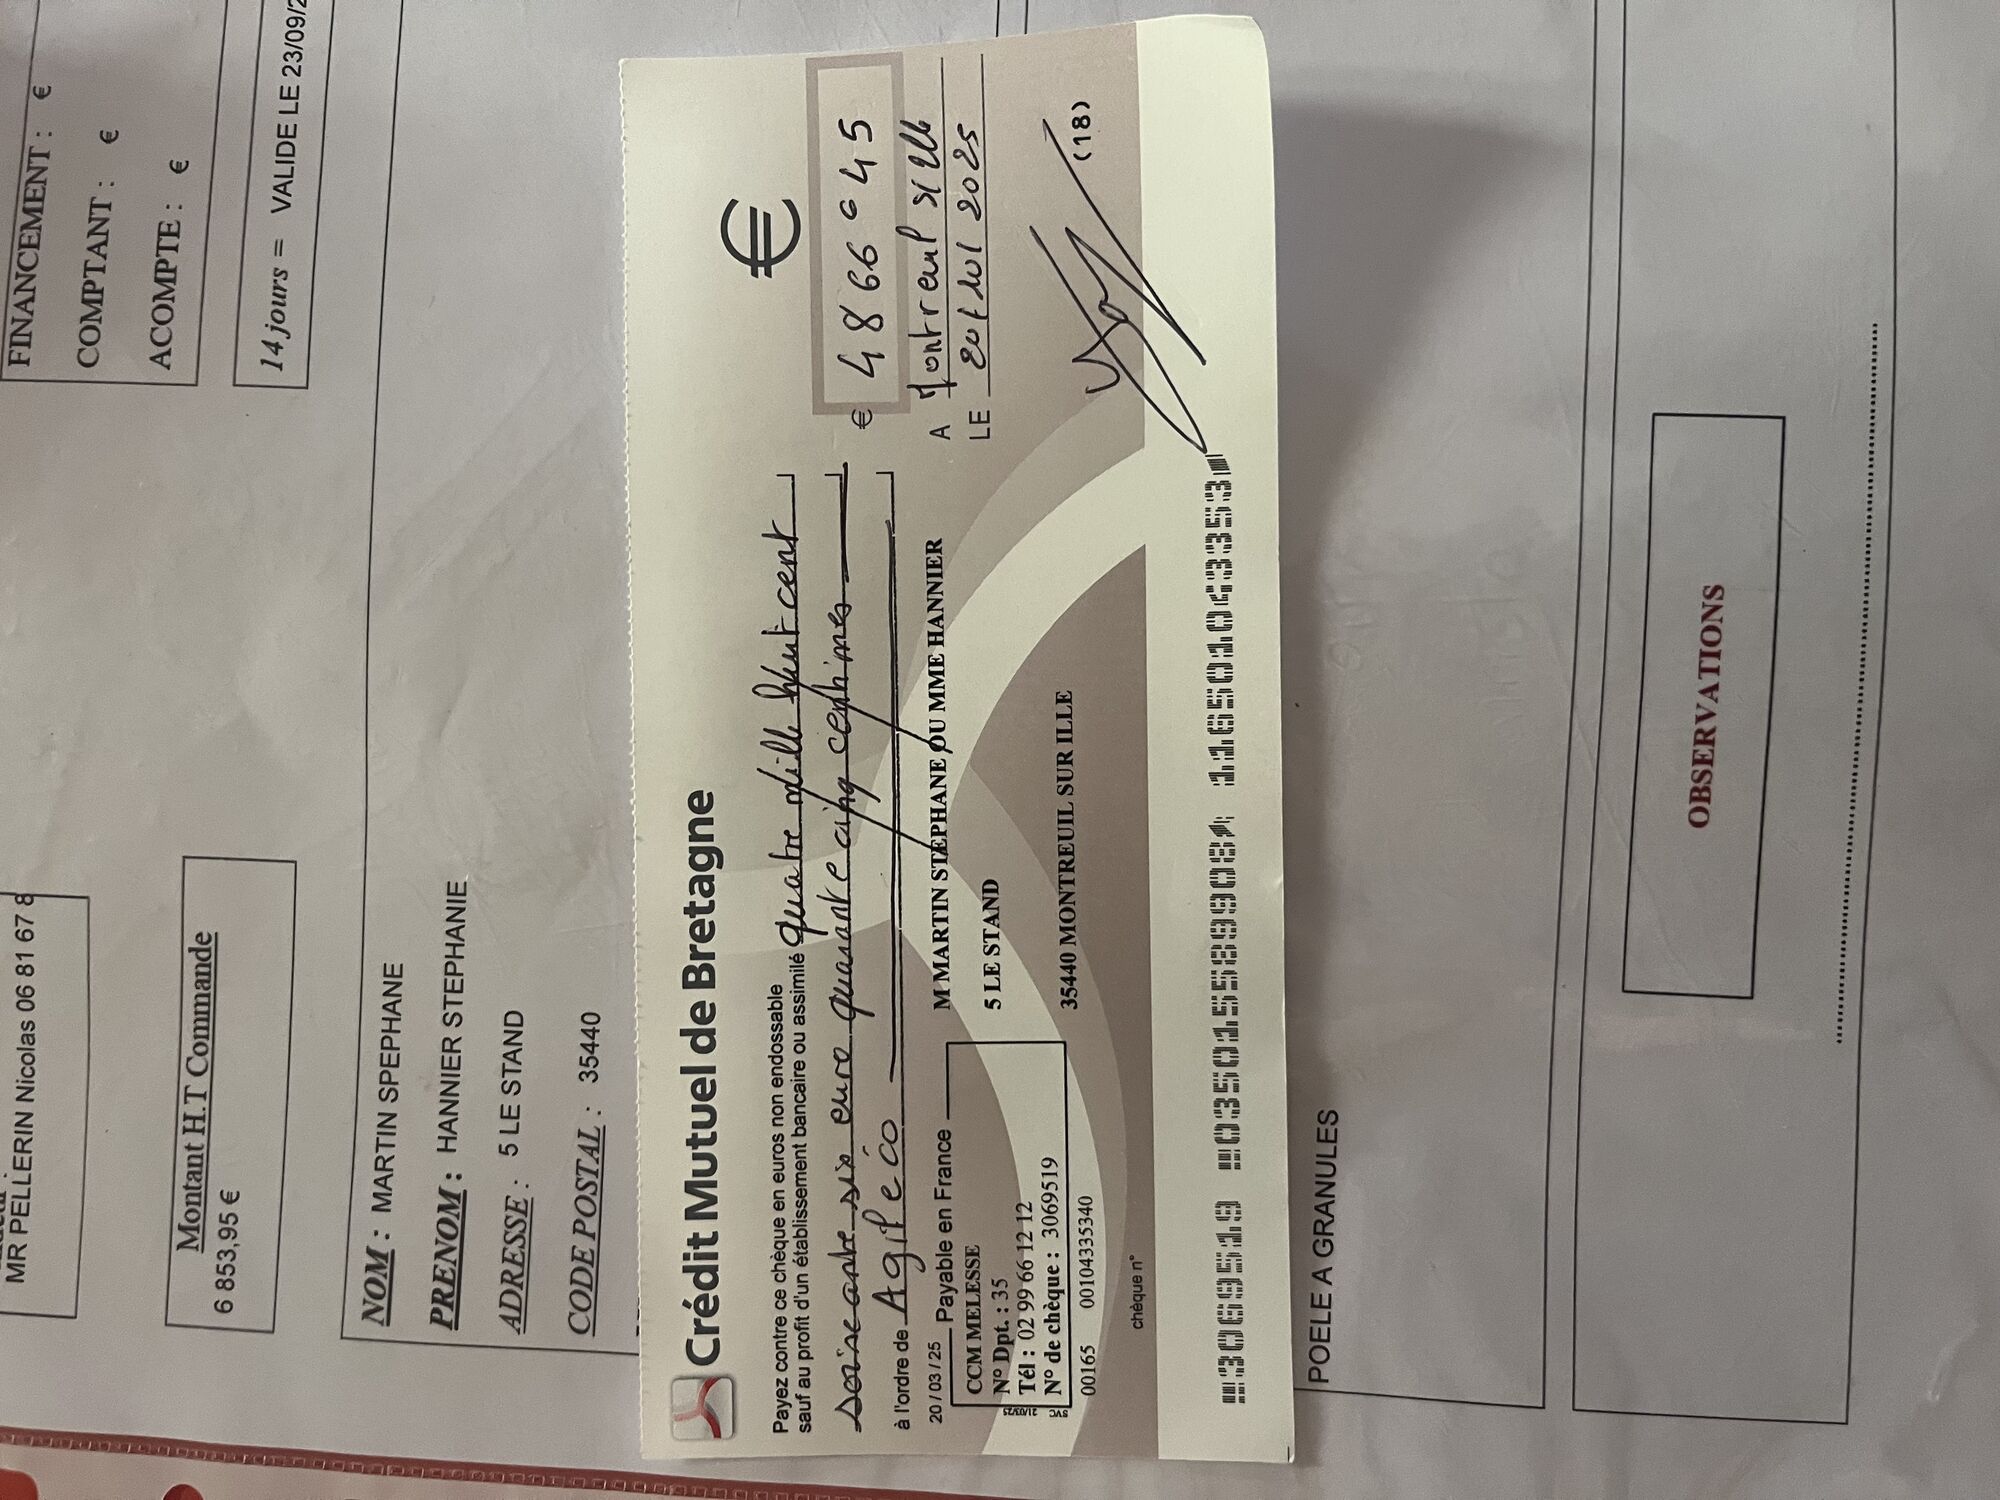 FINANCEMENT : €
COMPTANT : €
ACOMPTE : €
14 jours = VALIDE LE 23/09/2
MR PELLERIN Nicolas 06 81 67 8
Montant H.T Commande
6 853,95 €
NOM : MARTIN SPEPHANE
PRENOM : HANNIER STEPHANIE
ADRESSE : 5 LE STAND
CODE POSTAL : 35440
Crédit Mutuel de Bretagne
€
Payez contre ce chèque en euros non endossable
sauf au profit d'un établissement bancaire ou assimilé quatre mille huit cent
soixante six euro quarante cinq centimes
€ 4866 45
à l'ordre de Agiléco
A Montreuil s/ Ille
LE 2025
20 / 03 / 25 Payable en France
CCM MELESSE
N° Dpt. : 35
Tél : 02 99 66 12 12
N° de chèque : 3069519
00165 00104335340
M MARTIN STEPHANE OU MME HANNIER
5 LE STAND
35440 MONTREUIL SUR ILLE
(18)
chèque n°
POELE A GRANULES
OBSERVATIONS